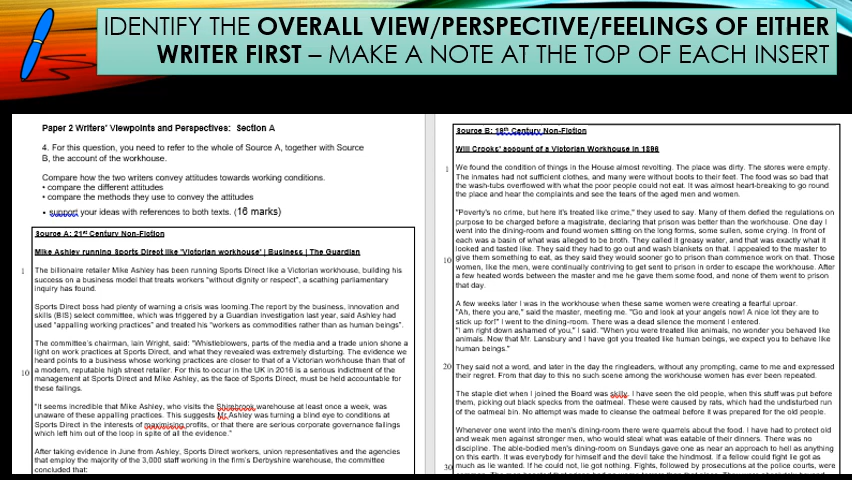 IDENTIFY THE OVERALL VIEW/PERSPECTIVE/FEELINGS OF EITHER
WRITER FIRST – MAKE A NOTE AT THE TOP OF EACH INSERT
Paper 2 Writers' Viewpoints and Perspectives: Section A
4. For this question, you need to refer to the whole of Source A, together with Source
B, the account of the workhouse.
Compare how the two writers convey attitudes towards working conditions.
• compare the different attitudes
• compare the methods they use to convey the attitudes
• support your ideas with references to both texts. (16 marks)
Source A: 21st Century Non-Fiction
Mike Ashley running Sports Direct like 'Victorian workhouse' | Business | The Guardian
1
The billionaire retailer Mike Ashley has been running Sports Direct like a Victorian workhouse, building his
success on a business model that treats workers "without dignity or respect", a scathing parliamentary
inquiry has found.
Sports Direct boss had plenty of warning a crisis was looming.The report by the business, innovation and
skills (BIS) select committee, which was triggered by a Guardian investigation last year, said Ashley had
used "appalling working practices" and treated his "workers as commodities rather than as human beings".
The committee's chairman, Iain Wright, said: "Whistleblowers, parts of the media and a trade union shone a
light on work practices at Sports Direct, and what they revealed was extremely disturbing. The evidence we
heard points to a business whose working practices are closer to that of a Victorian workhouse than that of
10
a modern, reputable high street retailer. For this to occur in the UK in 2016 is a serious indictment of the
management at Sports Direct and Mike Ashley, as the face of Sports Direct, must be held accountable for
these failings.
"It seems incredible that Mike Ashley, who visits the Shirebrook warehouse at least once a week, was
unaware of these appalling practices. This suggests Mr Ashley was turning a blind eye to conditions at
Sports Direct in the interests of maximising profits, or that there are serious corporate governance failings
which left him out of the loop in spite of all the evidence."
After taking evidence in June from Ashley, Sports Direct workers, union representatives and the agencies
that employ the majority of the 3,000 staff working in the firm's Derbyshire warehouse, the committee
concluded that:
Source B: 19th Century Non-Fiction
Will Crooks' account of a Victorian Workhouse in 1896
1
We found the condition of things in the House almost revolting. The place was dirty. The stores were empty.
The inmates had not sufficient clothes, and many were without boots to their feet. The food was so bad that
the wash-tubs overflowed with what the poor people could not eat. It was almost heart-breaking to go round
the place and hear the complaints and see the tears of the aged men and women.
"Poverty's no crime, but here it's treated like crime," they used to say. Many of them defied the regulations on
purpose to be charged before a magistrate, declaring that prison was better than the workhouse. One day I
went into the dining-room and found women sitting on the long forms, some sullen, some crying. In front of
each was a basin of what was alleged to be broth. They called it greasy water, and that was exactly what it
looked and tasted like. They said they had to go out and wash blankets on that. I appealed to the master to
10
give them something to eat, as they said they would sooner go to prison than commence work on that. Those
women, like the men, were continually contriving to get sent to prison in order to escape the workhouse. After
a few heated words between the master and me he gave them some food, and none of them went to prison
that day.
A few weeks later I was in the workhouse when these same women were creating a fearful uproar.
"Ah, there you are," said the master, meeting me. "Go and look at your angels now! A nice lot they are to
stick up for!" I went to the dining-room. There was a dead silence the moment I entered.
"I am right down ashamed of you," I said. "When you were treated like animals, no wonder you behaved like
animals. Now that Mr. Lansbury and I have got you treated like human beings, we expect you to behave like
human beings."
20
They said not a word, and later in the day the ringleaders, without any prompting, came to me and expressed
their regret. From that day to this no such scene among the workhouse women has ever been repeated.
The staple diet when I joined the Board was skilly. I have seen the old people, when this stuff was put before
them, picking out black specks from the oatmeal. These were caused by rats, which had the undisturbed run
of the oatmeal bin. No attempt was made to cleanse the oatmeal before it was prepared for the old people.
Whenever one went into the men's dining-room there were quarrels about the food. I have had to protect old
and weak men against stronger men, who would steal what was eatable of their dinners. There was no
discipline. The able-bodied men's dining-room on Sundays gave one as near an approach to hell as anything
on this earth. It was everybody for himself and the devil take the hindmost. If a fellow could fight he got as
much as he wanted. If he could not, he got nothing. Fights, followed by prosecutions at the police courts, were
30